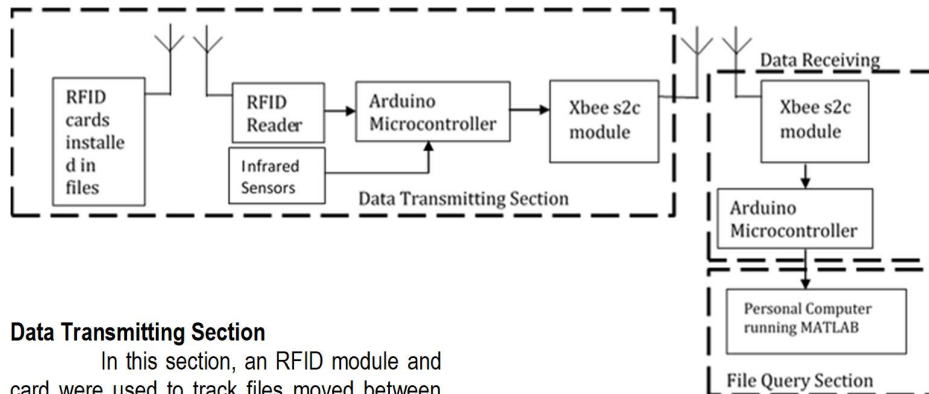 RFID
cards
installe
d in
files
RFID
Reader
Infrared
Sensors
Arduino
Microcontroller
Xbee s2c
module
Data Transmitting Section
Data Receiving
Xbee s2c
module
Arduino
Microcontroller
Personal Computer
running MATLAB
File Query Section
Data Transmitting Section
In this section, an RFID module and
card were used to track files moved between